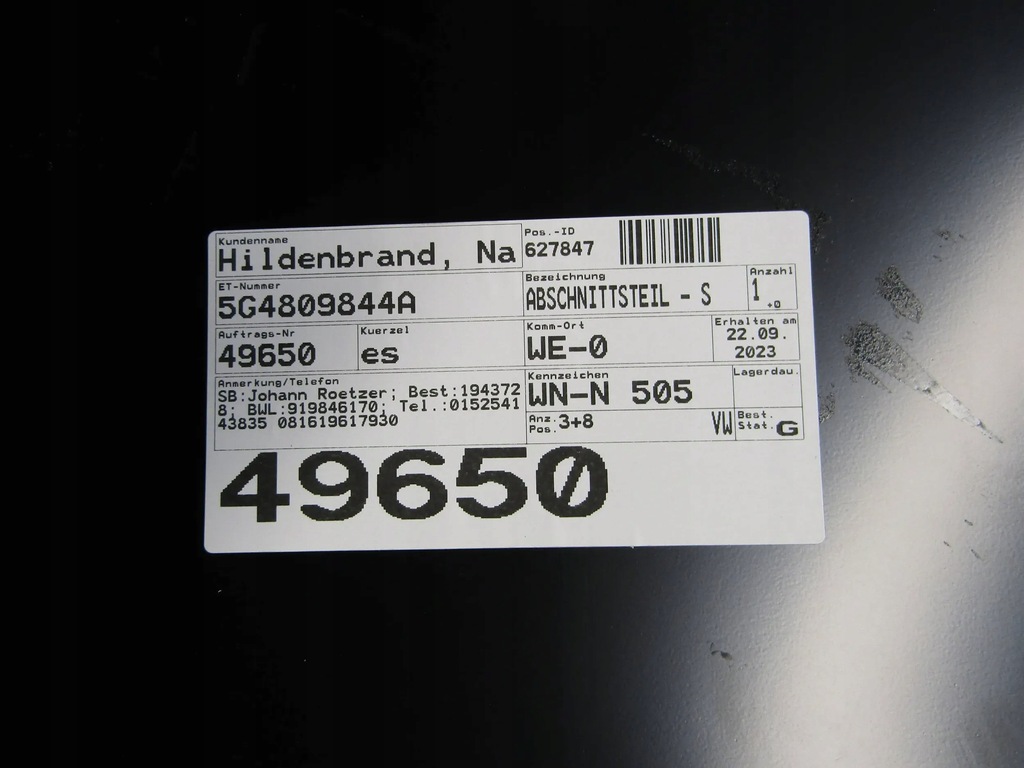 Kundenname
Hildenbrand, Na
Pos.-ID
627847
ET-Nummer
5G4809844A
Bezeichnung
ABSCHNITTSTEIL - S
Anzahl
1 +0
Auftrags-Nr
49650
Kuerzel
es
Komm-Ort
WE-0
Erhalten am
22.09.
2023
Anmerkung/Telefon
SB:Johann Roetzer; Best:194372
8; BWL:919846170; Tel.:0152541
43835 081619617930
Kennzeichen
WN-N 505
Lagerdau.
Anz. Pos. 3+8
VW
Best. Stat. G
49650